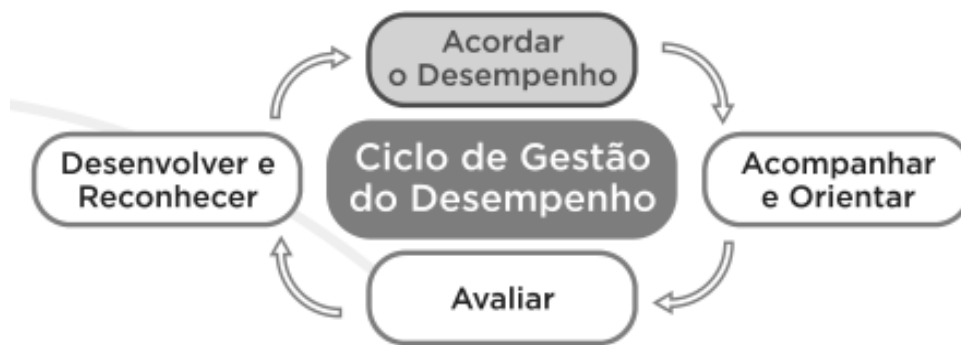 Acordar
o Desempenho
Ciclo de Gestão
do Desempenho
Desenvolver e
Reconhecer
Acompanhar
e Orientar
Avaliar